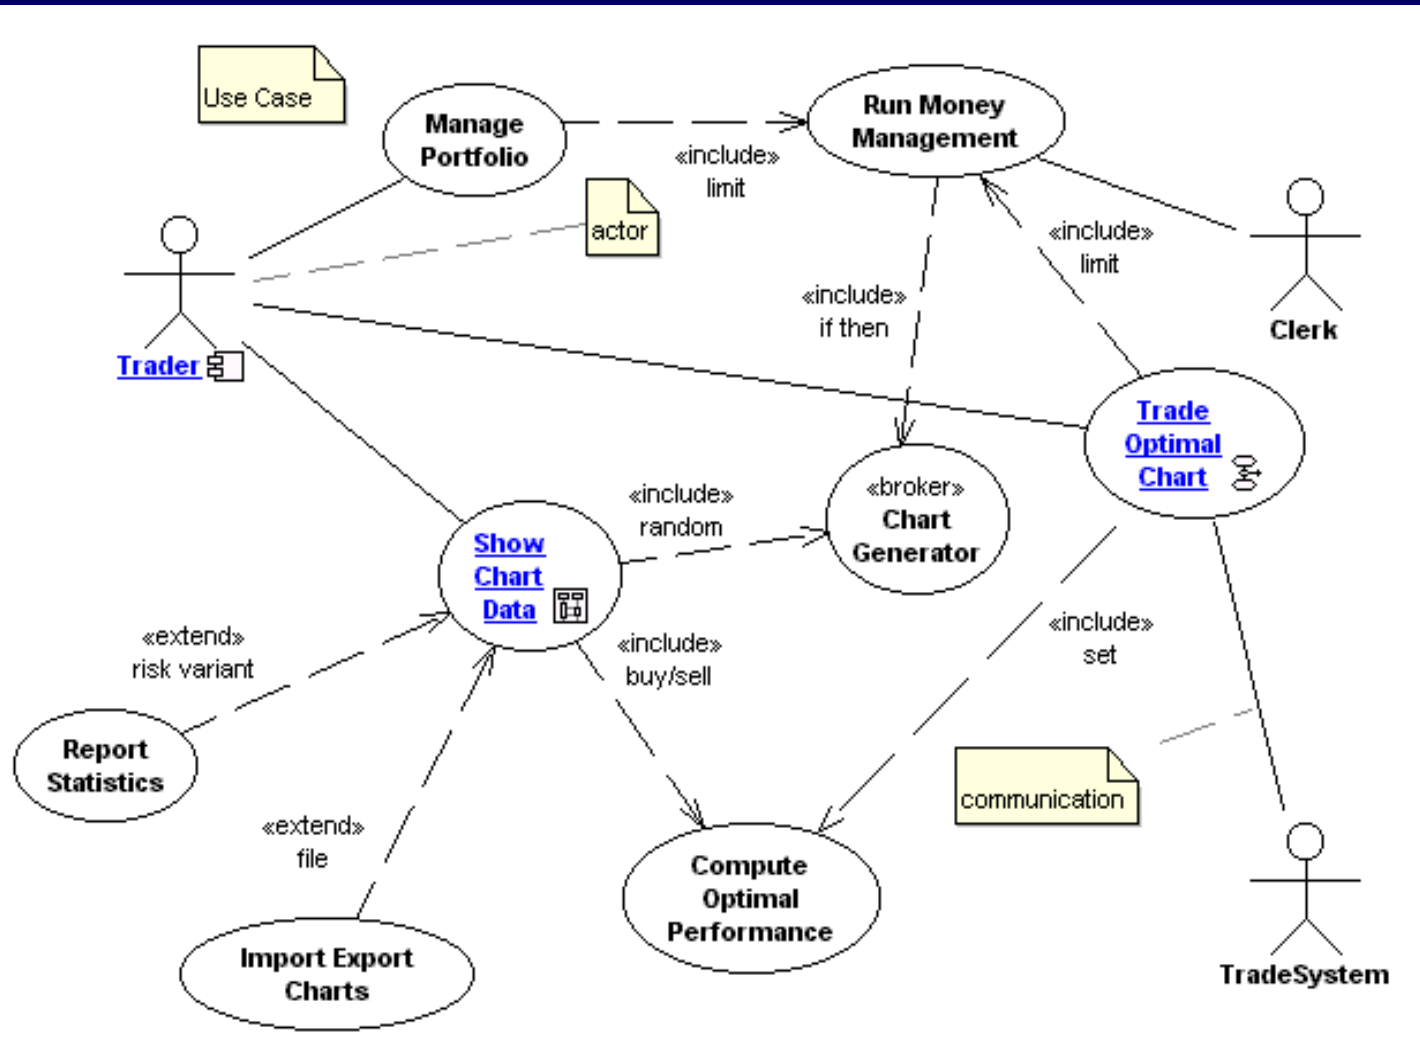 Use Case
Manage
Portfolio
«include»
limit
Run Money
Management
actor
«include»
limit
Clerk
Trader
«include»
if then
Trade
Optimal
Chart
«broker»
Chart
Generator
«include»
random
Show
Chart
Data
«extend»
risk variant
«include»
buy/sell
«include»
set
Report
Statistics
communication
«extend»
file
Compute
Optimal
Performance
Import Export
Charts
TradeSystem